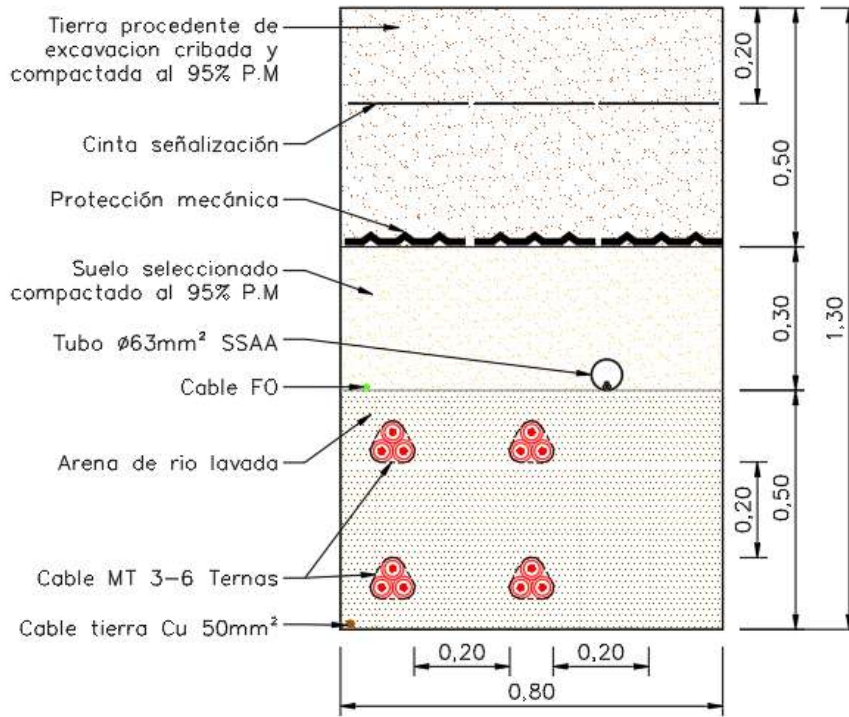 Tierra procedente de
excavacion cribada y
compactada al 95% P.M
Cinta señalización
Protección mecánica
Suelo seleccionado
compactado al 95% P.M
Tubo Ø63mm² SSAA
Cable FO
Arena de rio lavada
Cable MT 3-6 Ternas
Cable tierra Cu 50mm²
0,20
0,50
0,30
1,30
0,20
0,50
0,20
0,20
0,80